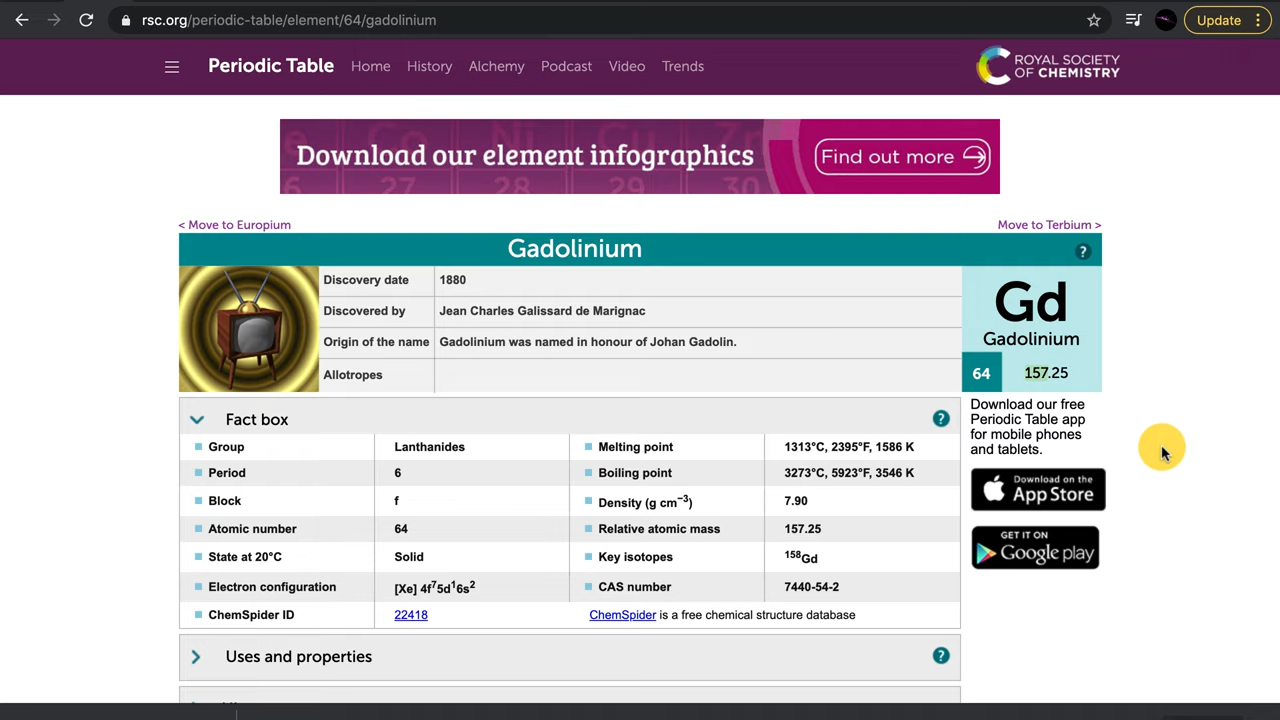 rsc.org/periodic-table/element/64/gadolinium
Update
Periodic Table Home History Alchemy Podcast Video Trends
ROYAL SOCIETY
OF CHEMISTRY
Download our element infographics
Find out more
26 27 28 29 30
< Move to Europium
Move to Terbium >
Gadolinium
?
Discovery date 1880
Discovered by Jean Charles Galissard de Marignac
Origin of the name Gadolinium was named in honour of Johan Gadolin.
Allotropes
Gd
Gadolinium
64 157.25
Download our free
Periodic Table app
for mobile phones
and tablets.
Download on the
App Store
GET IT ON
Google play
Fact box ?
Group Lanthanides Melting point 1313°C, 2395°F, 1586 K
Period 6 Boiling point 3273°C, 5923°F, 3546 K
Block f Density (g cm⁻³) 7.90
Atomic number 64 Relative atomic mass 157.25
State at 20°C Solid Key isotopes ¹⁵⁸Gd
Electron configuration [Xe] 4f⁷5d¹6s² CAS number 7440-54-2
ChemSpider ID 22418 ChemSpider is a free chemical structure database
Uses and properties ?